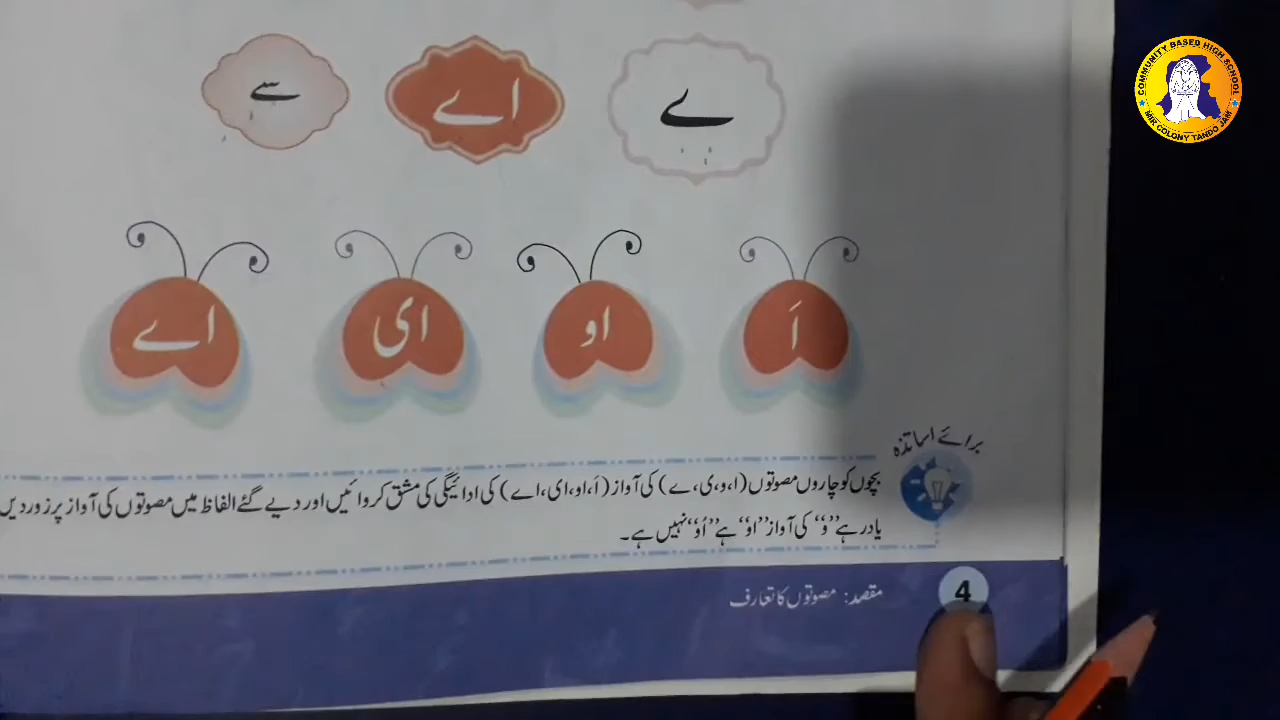 COMMUNITY BASED HIGH SCHOOL
MIR COLONY TANDO JAM
ے اے سے
اَ او ای اے
برائے اساتذہ
بچوں کو چاروں مصوتوں (ا، و، ی، ے) کی آواز (اَ، او، ای، اے) کی ادائیگی کی مشق کروائیں اور دیے گئے الفاظ میں مصوتوں کی آواز پر زور دیں
یاد رہے ”و“ کی آواز ”او“ ہے ”اُو“ نہیں ہے۔
4 مقصد: مصوتوں کا تعارف